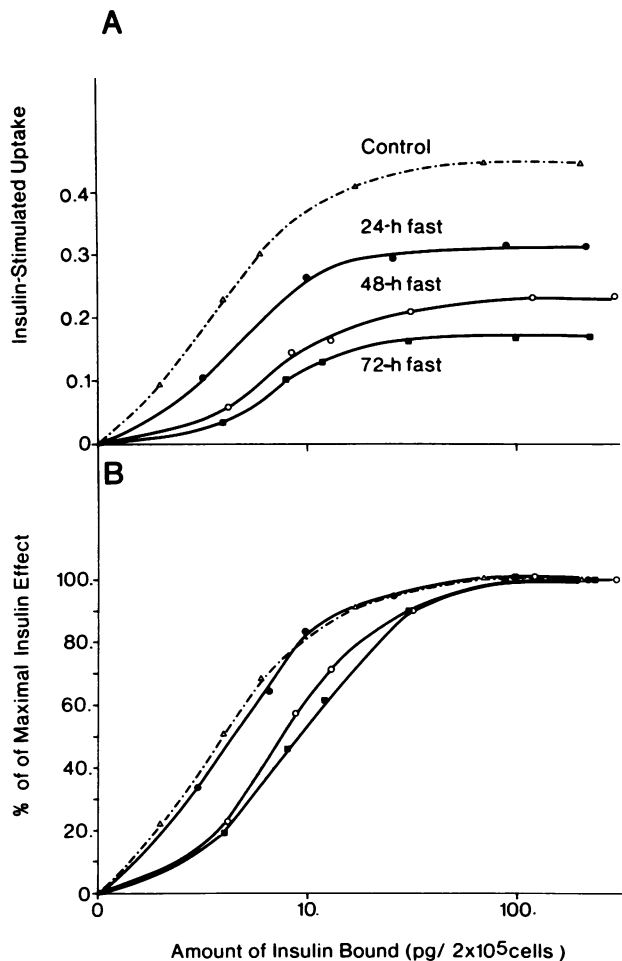 A
Insulin-Stimulated Uptake
0.4
0.3
0.2
0.1
0
Control
24-h fast
48-h fast
72-h fast
B
% of of Maximal Insulin Effect
100.
80.
60.
40.
20.
0
0
10.
100.
Amount of Insulin Bound (pg/ 2x10⁵cells)